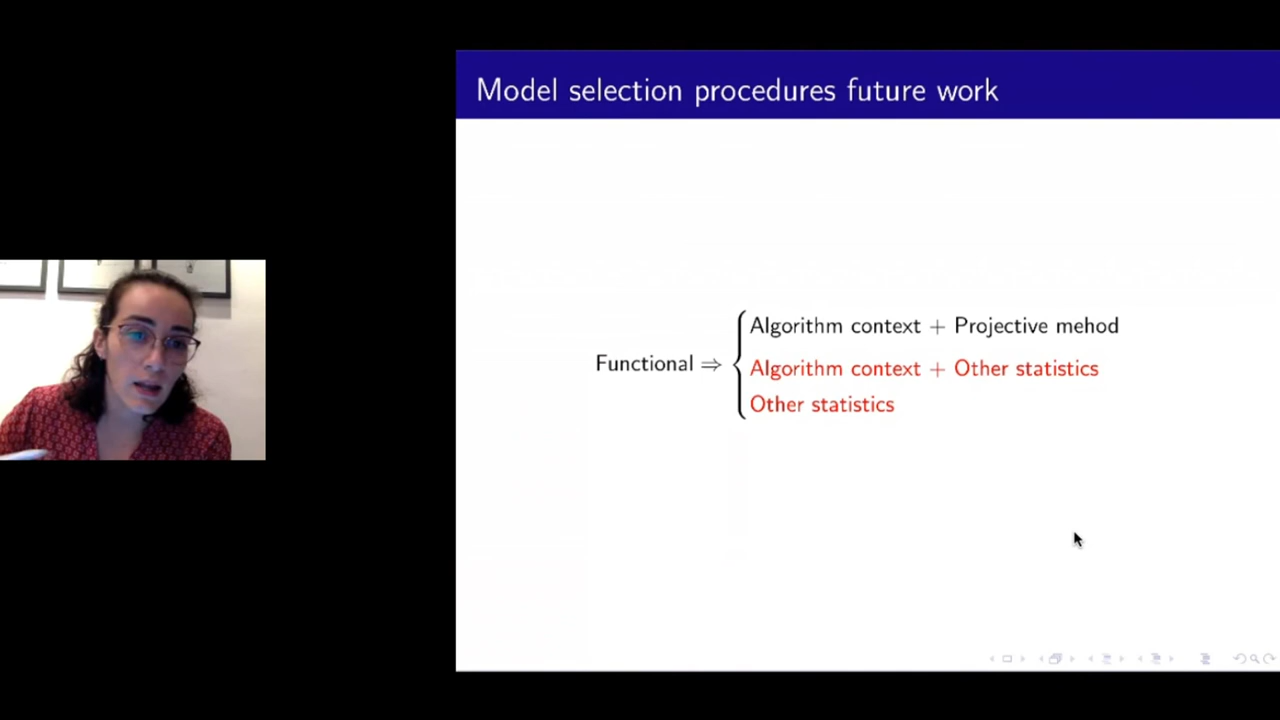 Model selection procedures future work
Functional ⇒
Algorithm context + Projective mehod
Algorithm context + Other statistics
Other statistics